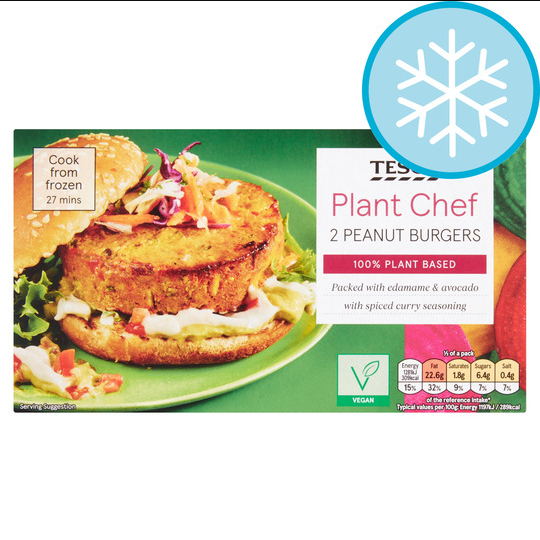 Cook
from
frozen
27 mins
TESCO
Plant Chef
2 PEANUT BURGERS
100% PLANT BASED
Packed with edamame & avocado
with spiced curry seasoning
VEGAN
½ of a pack
Energy
1281kJ
309kcal
15%
Fat
22.6g
32%
Saturates
1.8g
9%
Sugars
6.4g
7%
Salt
0.4g
7%
of the reference intake*
Typical values per 100g: Energy 1197kJ / 289kcal
Serving Suggestion